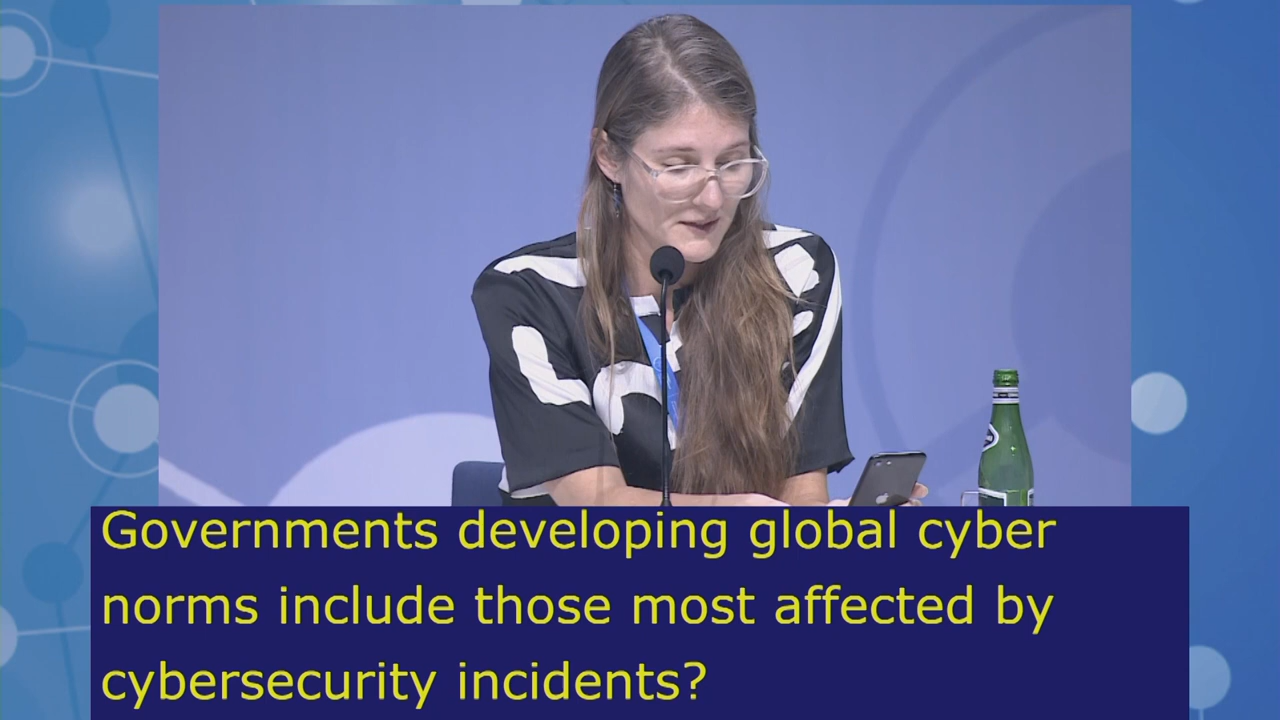 Governments developing global cyber
norms include those most affected by
cybersecurity incidents?